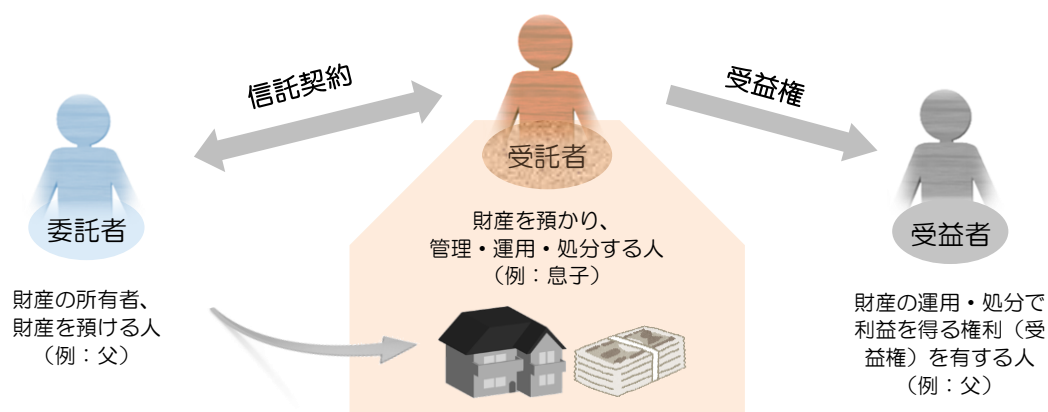 信託契約
受益権
受託者
財産を預かり、
管理・運用・処分する人
（例：息子）
委託者
財産の所有者、
財産を預ける人
（例：父）
受益者
財産の運用・処分で
利益を得る権利（受
益権）を有する人
（例：父）